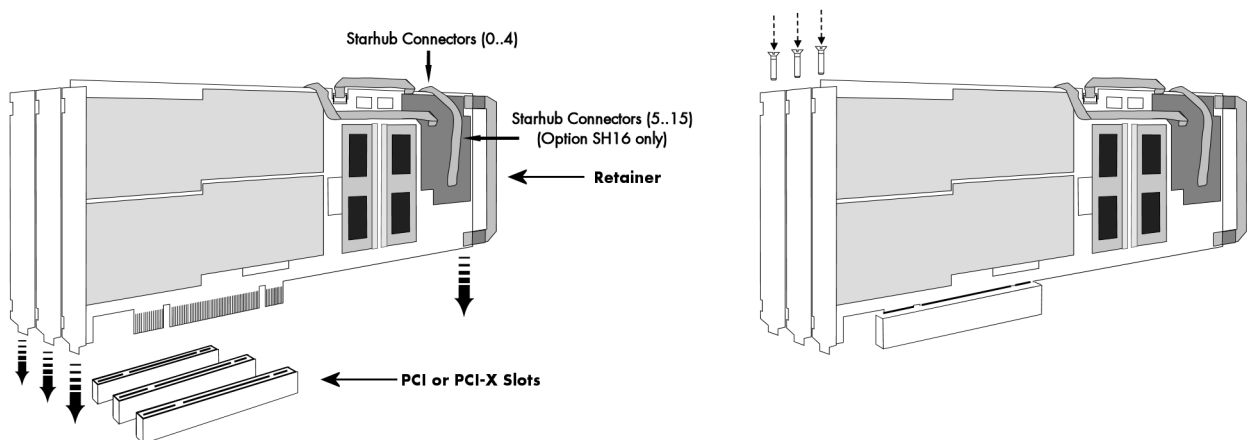 Starhub Connectors (0..4)
Starhub Connectors (5..15)
(Option SH16 only)
Retainer
PCI or PCI-X Slots